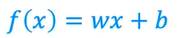 f(x) = wx + b